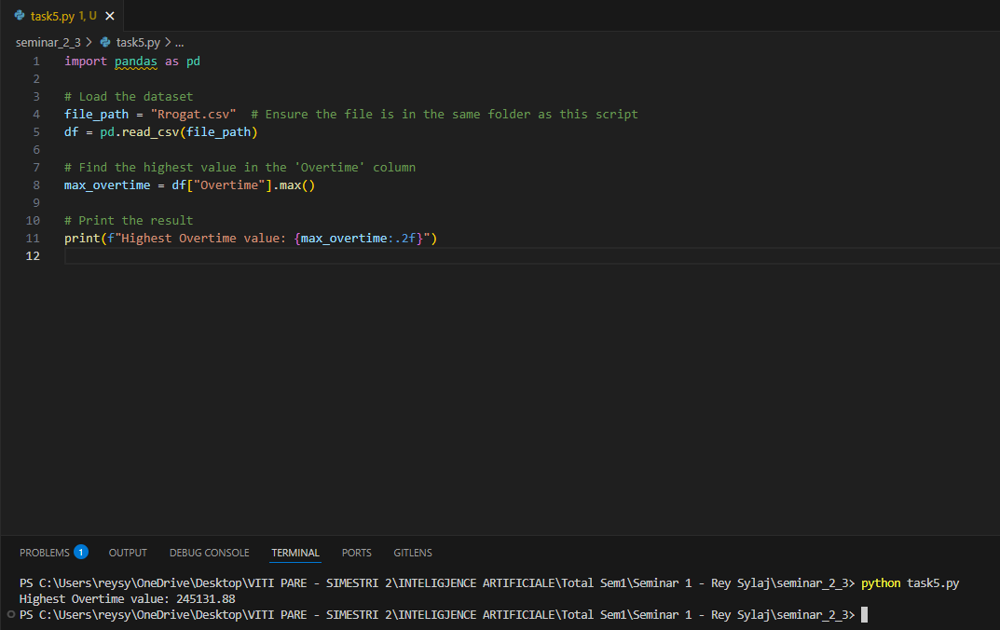 task5.py 1, U
seminar_2_3 > task5.py > ...
1 import pandas as pd
2
3 # Load the dataset
4 file_path = "Rrogat.csv"  # Ensure the file is in the same folder as this script
5 df = pd.read_csv(file_path)
6
7 # Find the highest value in the 'Overtime' column
8 max_overtime = df["Overtime"].max()
9
10 # Print the result
11 print(f"Highest Overtime value: {max_overtime:.2f}")
12
PROBLEMS 1 OUTPUT DEBUG CONSOLE TERMINAL PORTS GITLENS
PS C:\Users\reysy\OneDrive\Desktop\VITI PARE - SIMESTRI 2\INTELIGJENCE ARTIFICIALE\Total Sem1\Seminar 1 - Rey Sylaj\seminar_2_3> python task5.py
Highest Overtime value: 245131.88
PS C:\Users\reysy\OneDrive\Desktop\VITI PARE - SIMESTRI 2\INTELIGJENCE ARTIFICIALE\Total Sem1\Seminar 1 - Rey Sylaj\seminar_2_3>